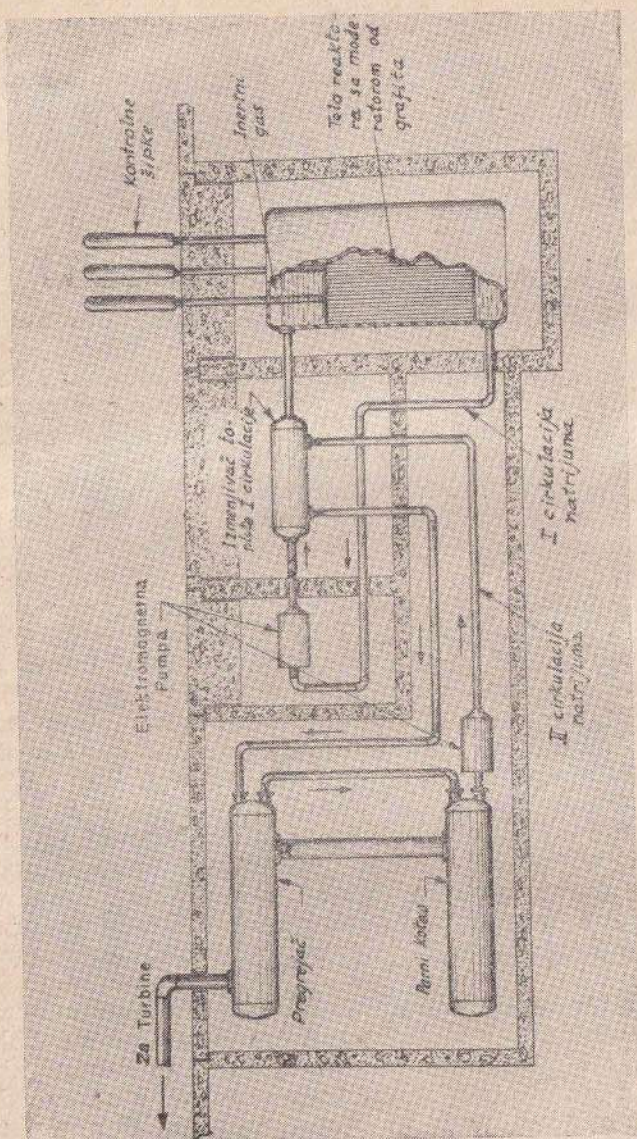 Kontrolne
šipke
Inertni
gas
Telo reakto-
ra sa mode-
ratorom od
grafita
Izmenjivač to-
plote I cirkulacije
Elektromagnetna
Pumpa
Za Turbine
Pregrejač
Parni kotao
I cirkulacija
natrijuma
II cirkulacija
natrijuma